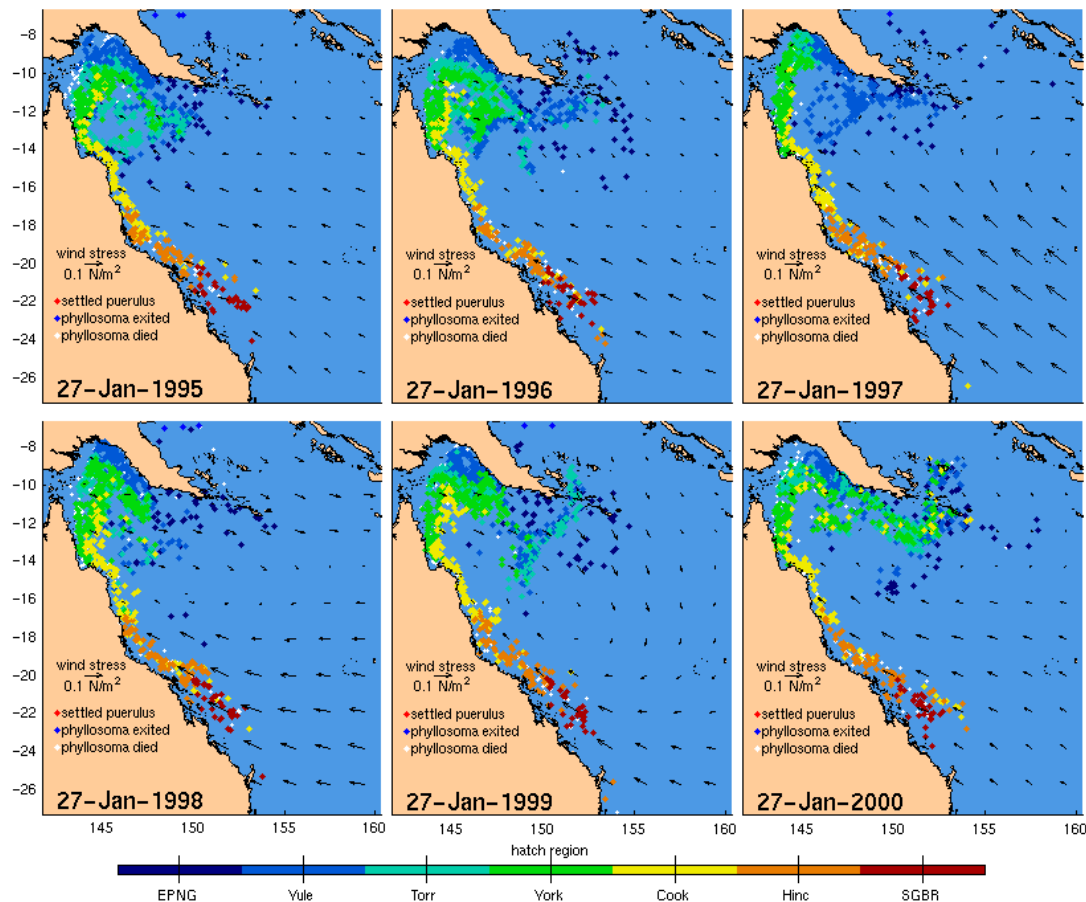 -8
-10
-12
-14
-16
-18
-20
-22
-24
-26
wind stress
0.1 N/m²
settled puerulus
phyllosoma exited
phyllosoma died
27-Jan-1995
wind stress
0.1 N/m²
settled puerulus
phyllosoma exited
phyllosoma died
27-Jan-1996
wind stress
0.1 N/m²
settled puerulus
phyllosoma exited
phyllosoma died
27-Jan-1997
-8
-10
-12
-14
-16
-18
-20
-22
-24
-26
wind stress
0.1 N/m²
settled puerulus
phyllosoma exited
phyllosoma died
27-Jan-1998
wind stress
0.1 N/m²
settled puerulus
phyllosoma exited
phyllosoma died
27-Jan-1999
wind stress
0.1 N/m²
settled puerulus
phyllosoma exited
phyllosoma died
27-Jan-2000
145 150 155 160 145 150 155 160 145 150 155 160
hatch region
EPNG Yule Torr York Cook Hinc SGBR